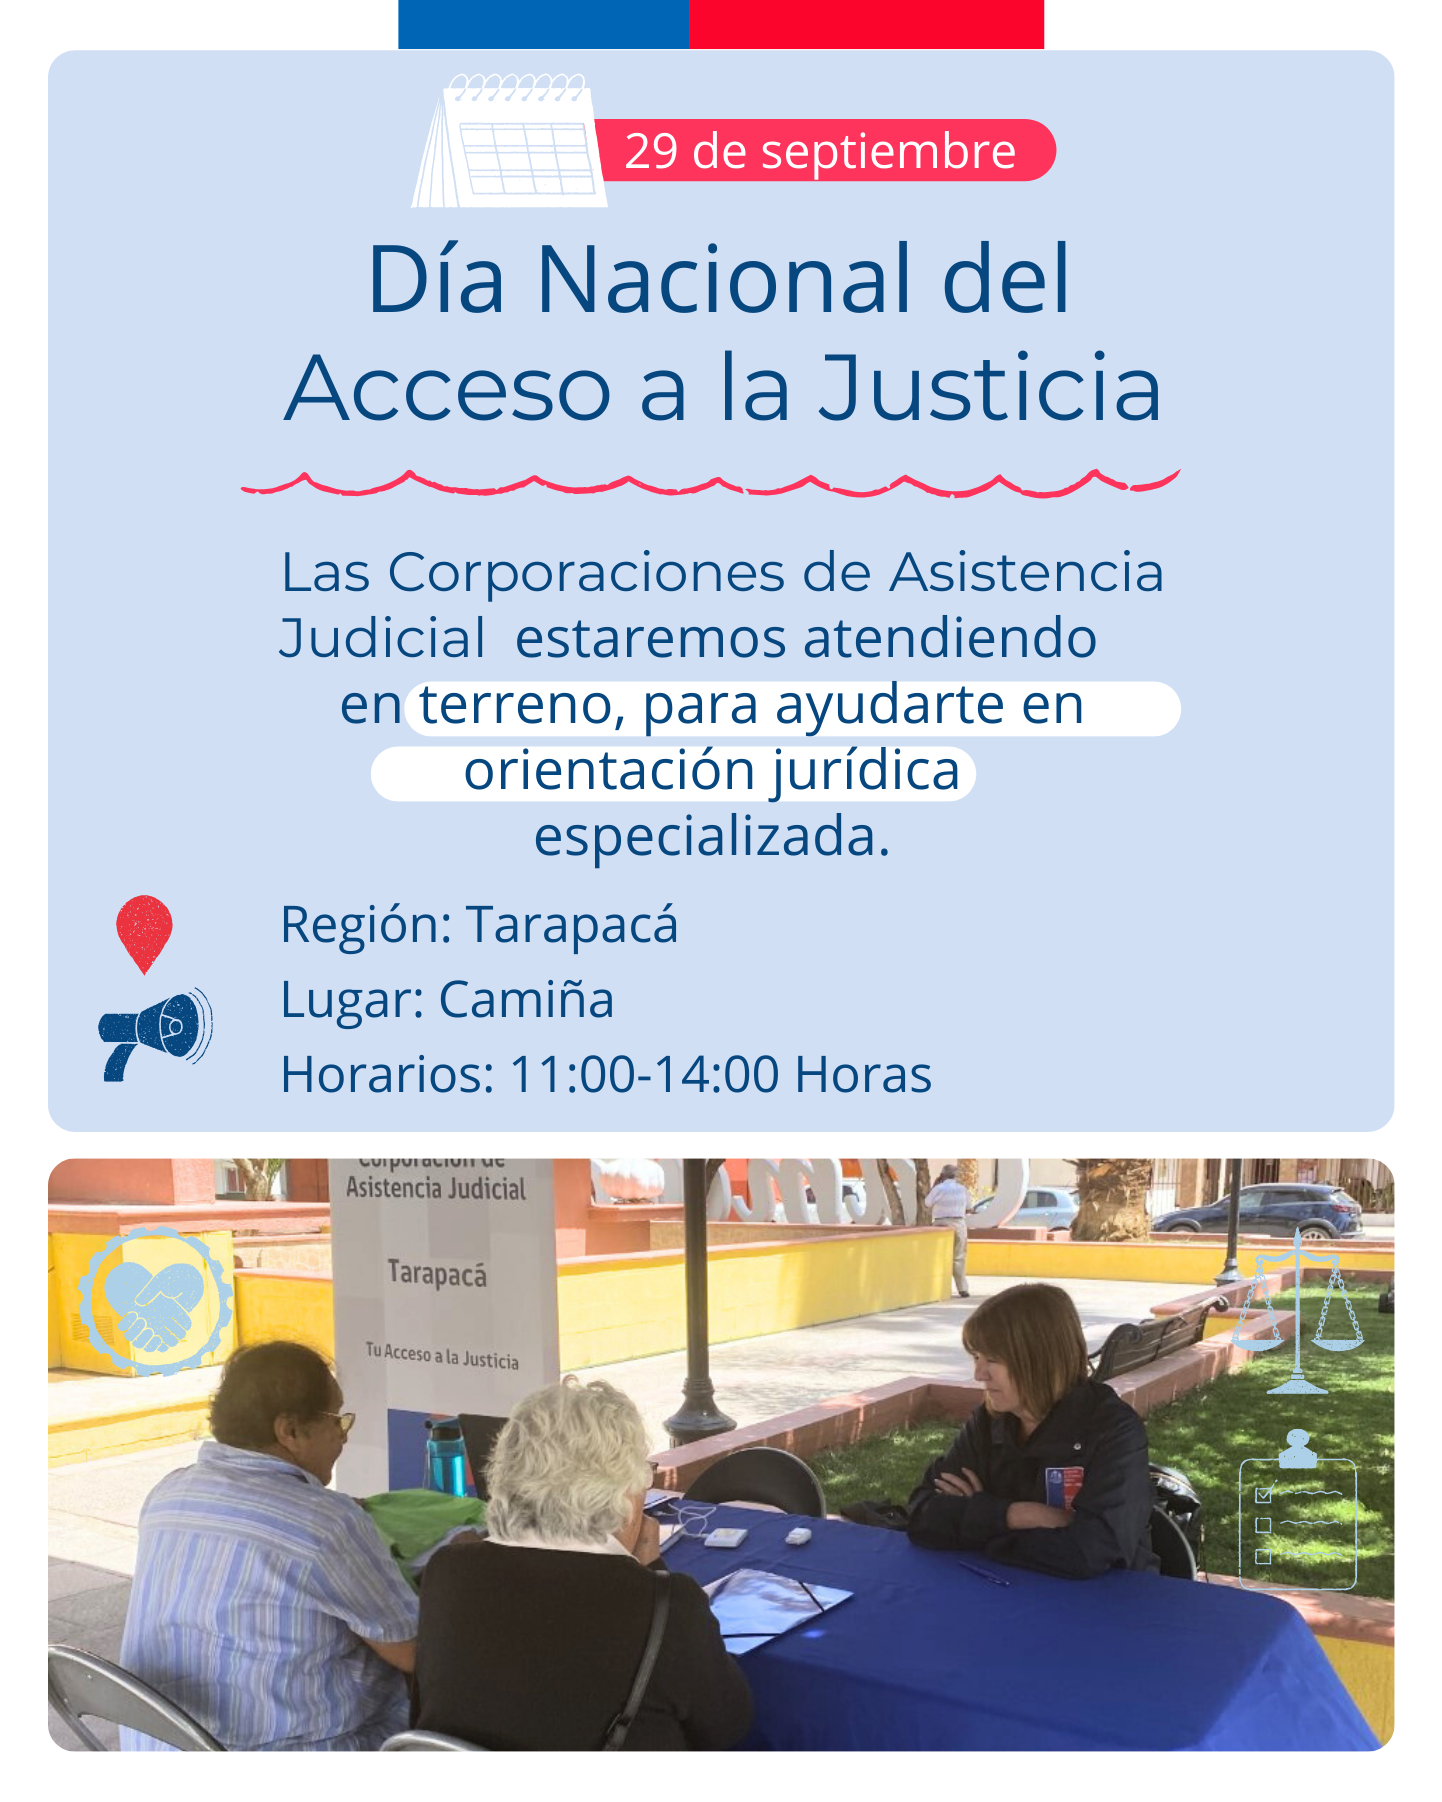 29 de septiembre
Día Nacional del
Acceso a la Justicia
Las Corporaciones de Asistencia
Judicial estaremos atendiendo
en terreno, para ayudarte en
orientación jurídica
especializada.
Región: Tarapacá
Lugar: Camiña
Horarios: 11:00-14:00 Horas
Corporación de
Asistencia Judicial
Tarapacá
Tu Acceso a la Justicia